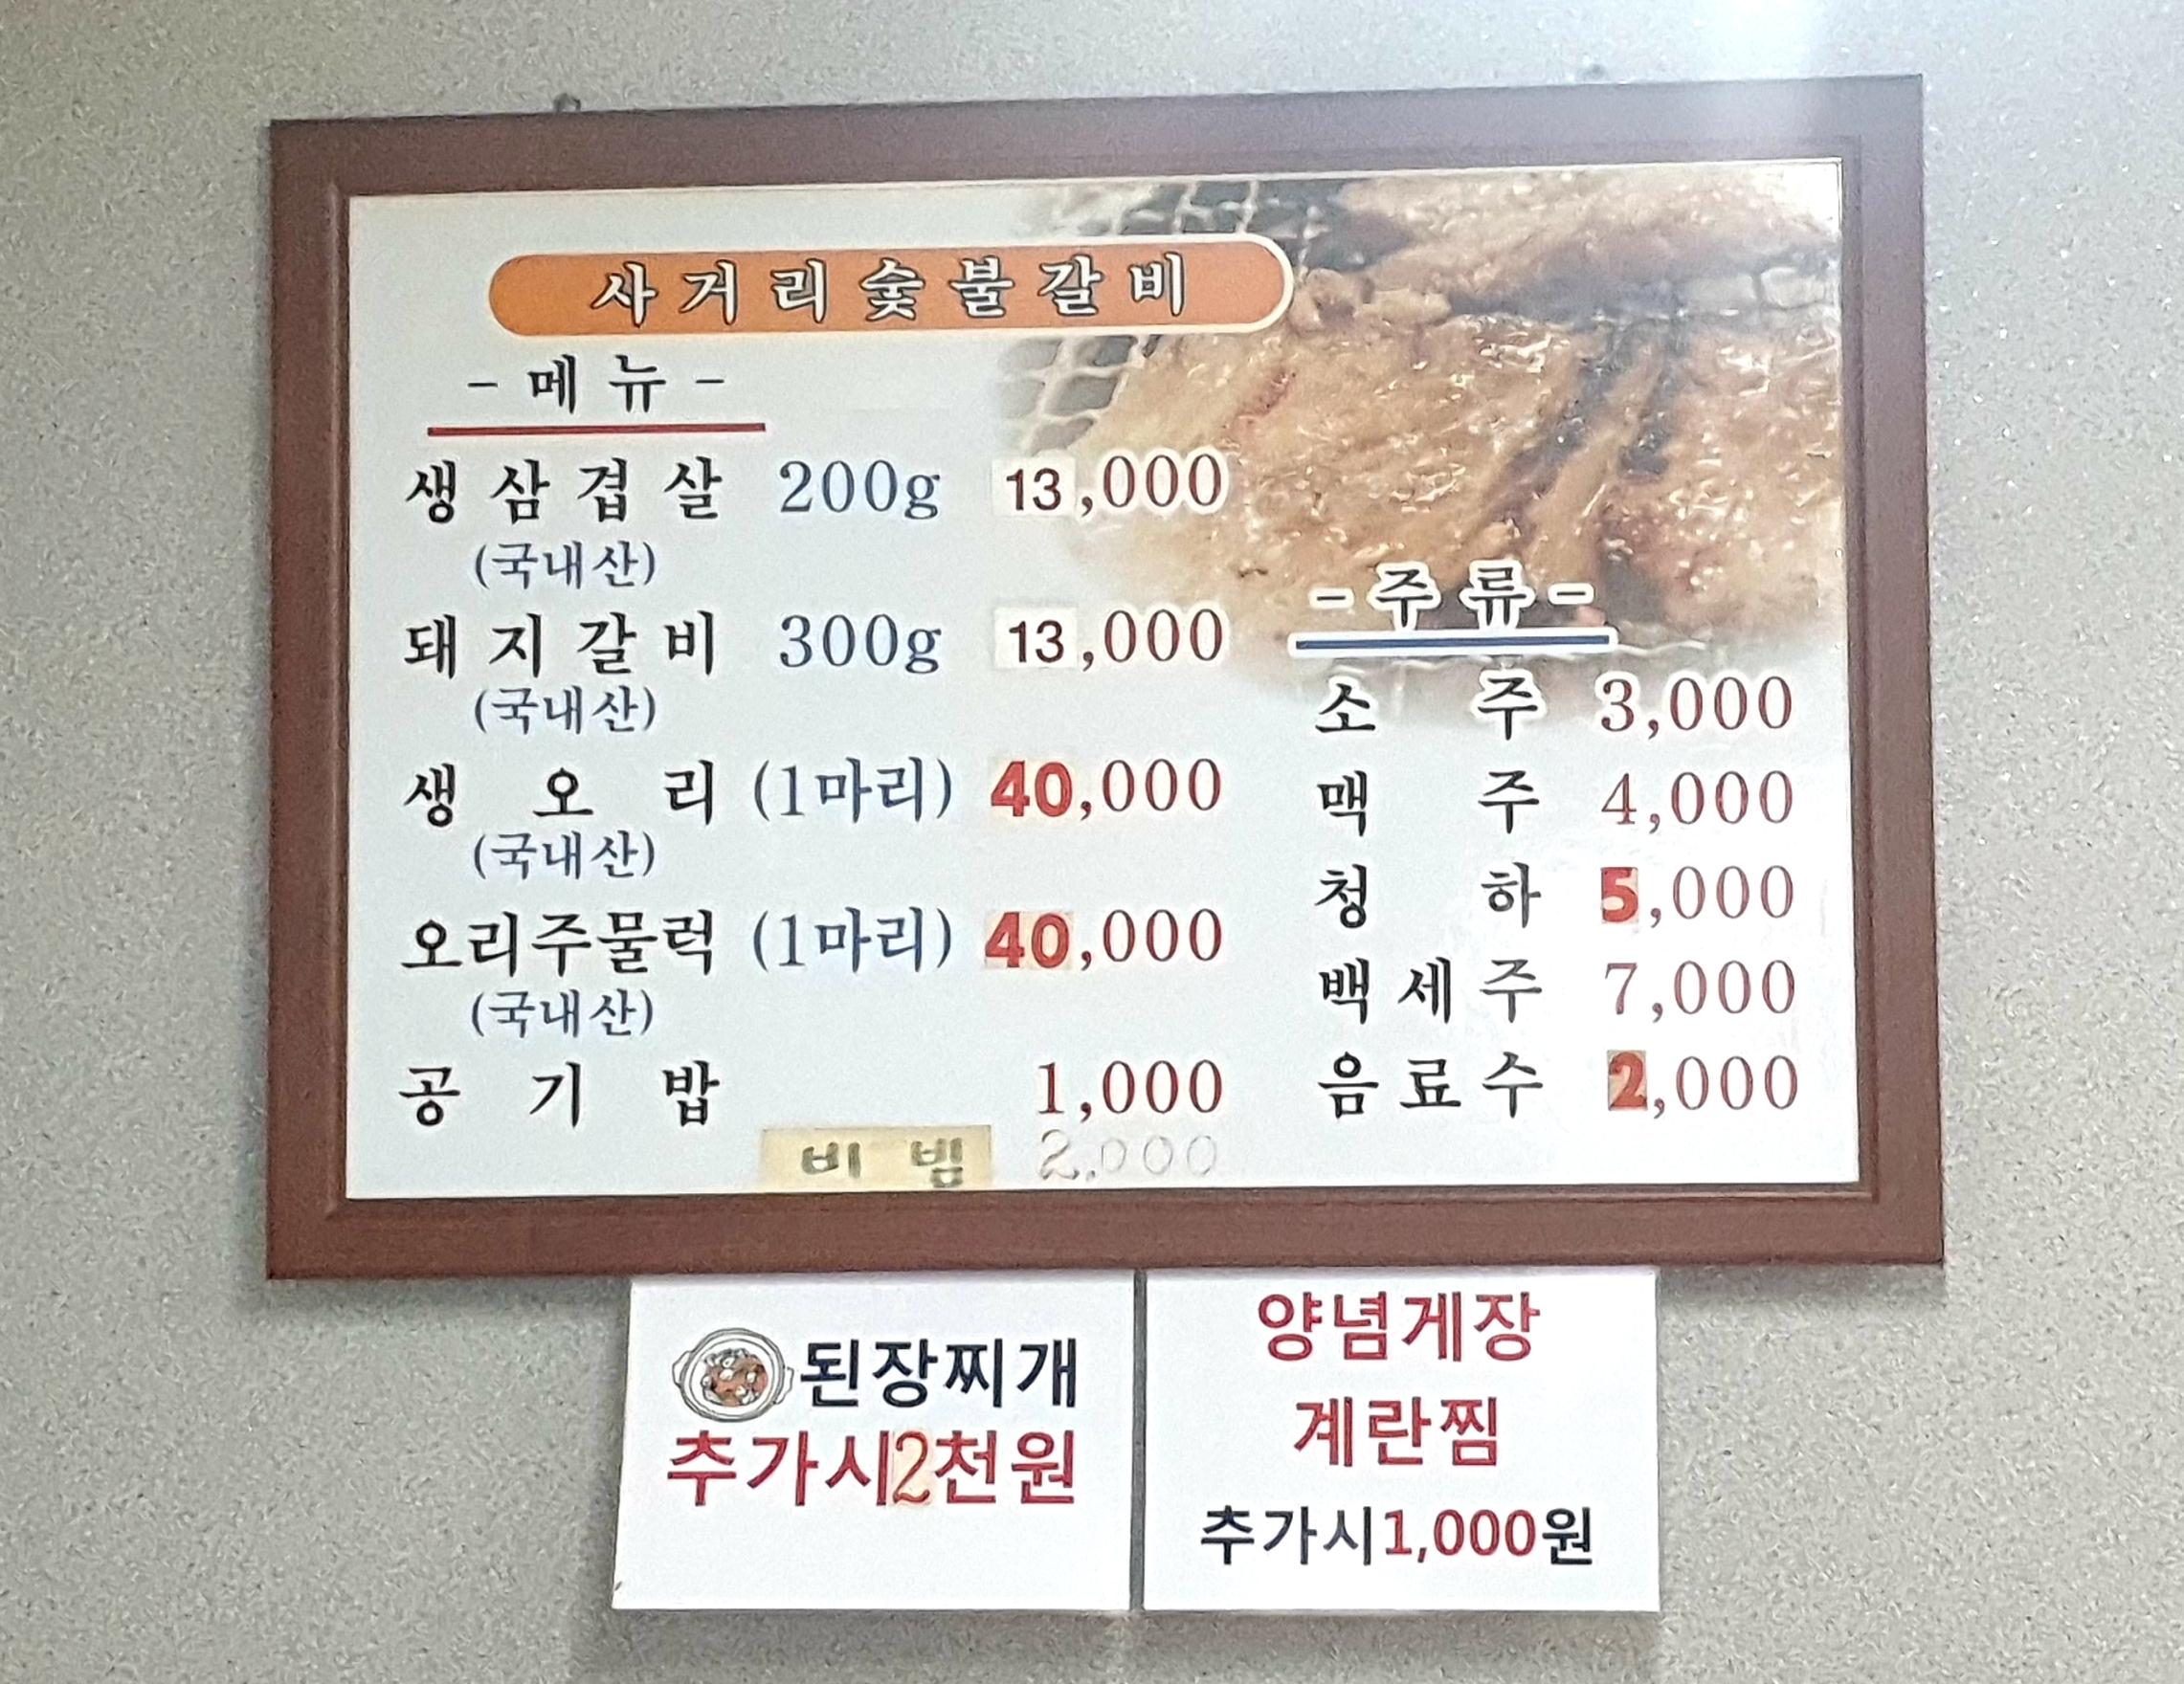 사거리숯불갈비
- 메뉴 -
생삼겹살 200g 13,000
(국내산)
돼지갈비 300g 13,000
(국내산)
생오리 (1마리) 40,000
(국내산)
오리주물럭 (1마리) 40,000
(국내산)
공기밥 1,000
비빔 2,000
- 주류 -
소주 3,000
맥주 4,000
청하 5,000
백세주 7,000
음료수 2,000
된장찌개
추가시2천원
양념게장
계란찜
추가시1,000원